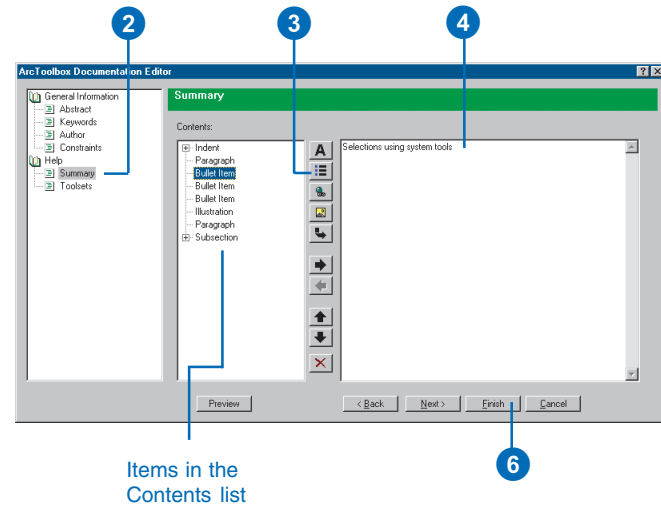 2
3
4
ArcToolbox Documentation Editor
General Information
Abstract
Keywords
Author
Constraints
Help
Summary
Toolsets
Summary
Contents:
Indent
Paragraph
Bullet Item
Bullet Item
Bullet Item
Illustration
Paragraph
Subsection
A
Selections using system tools
Preview
< Back
Next >
Finish
Cancel
6
Items in the
Contents list